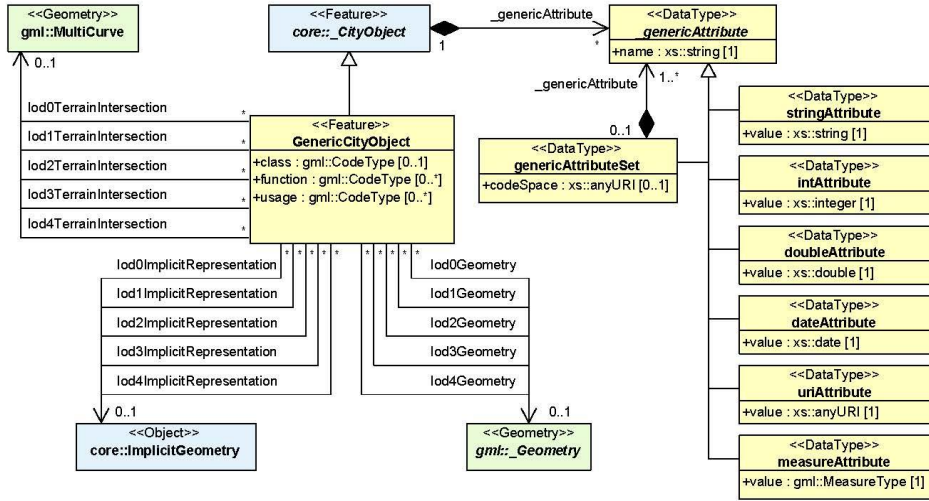 <<Geometry>>
gml::MultiCurve
0..1
<<Feature>>
core::_CityObject
1
_genericAttribute
*
<<DataType>>
_genericAttribute
+name : xs::string [1]
_genericAttribute
1..*
0..1
<<DataType>>
genericAttributeSet
+codeSpace : xs::anyURI [0..1]
lod0TerrainIntersection *
lod1TerrainIntersection *
lod2TerrainIntersection *
lod3TerrainIntersection *
lod4TerrainIntersection *
<<Feature>>
GenericCityObject
+class : gml::CodeType [0..1]
+function : gml::CodeType [0..*]
+usage : gml::CodeType [0..*]
* * * * *
* * * * *
lod0ImplicitRepresentation
lod1ImplicitRepresentation
lod2ImplicitRepresentation
lod3ImplicitRepresentation
lod4ImplicitRepresentation
0..1
<<Object>>
core::ImplicitGeometry
lod0Geometry
lod1Geometry
lod2Geometry
lod3Geometry
lod4Geometry
0..1
<<Geometry>>
gml::_Geometry
<<DataType>>
stringAttribute
+value : xs::string [1]
<<DataType>>
intAttribute
+value : xs::integer [1]
<<DataType>>
doubleAttribute
+value : xs::double [1]
<<DataType>>
dateAttribute
+value : xs::date [1]
<<DataType>>
uriAttribute
+value : xs::anyURI [1]
<<DataType>>
measureAttribute
+value : gml::MeasureType [1]